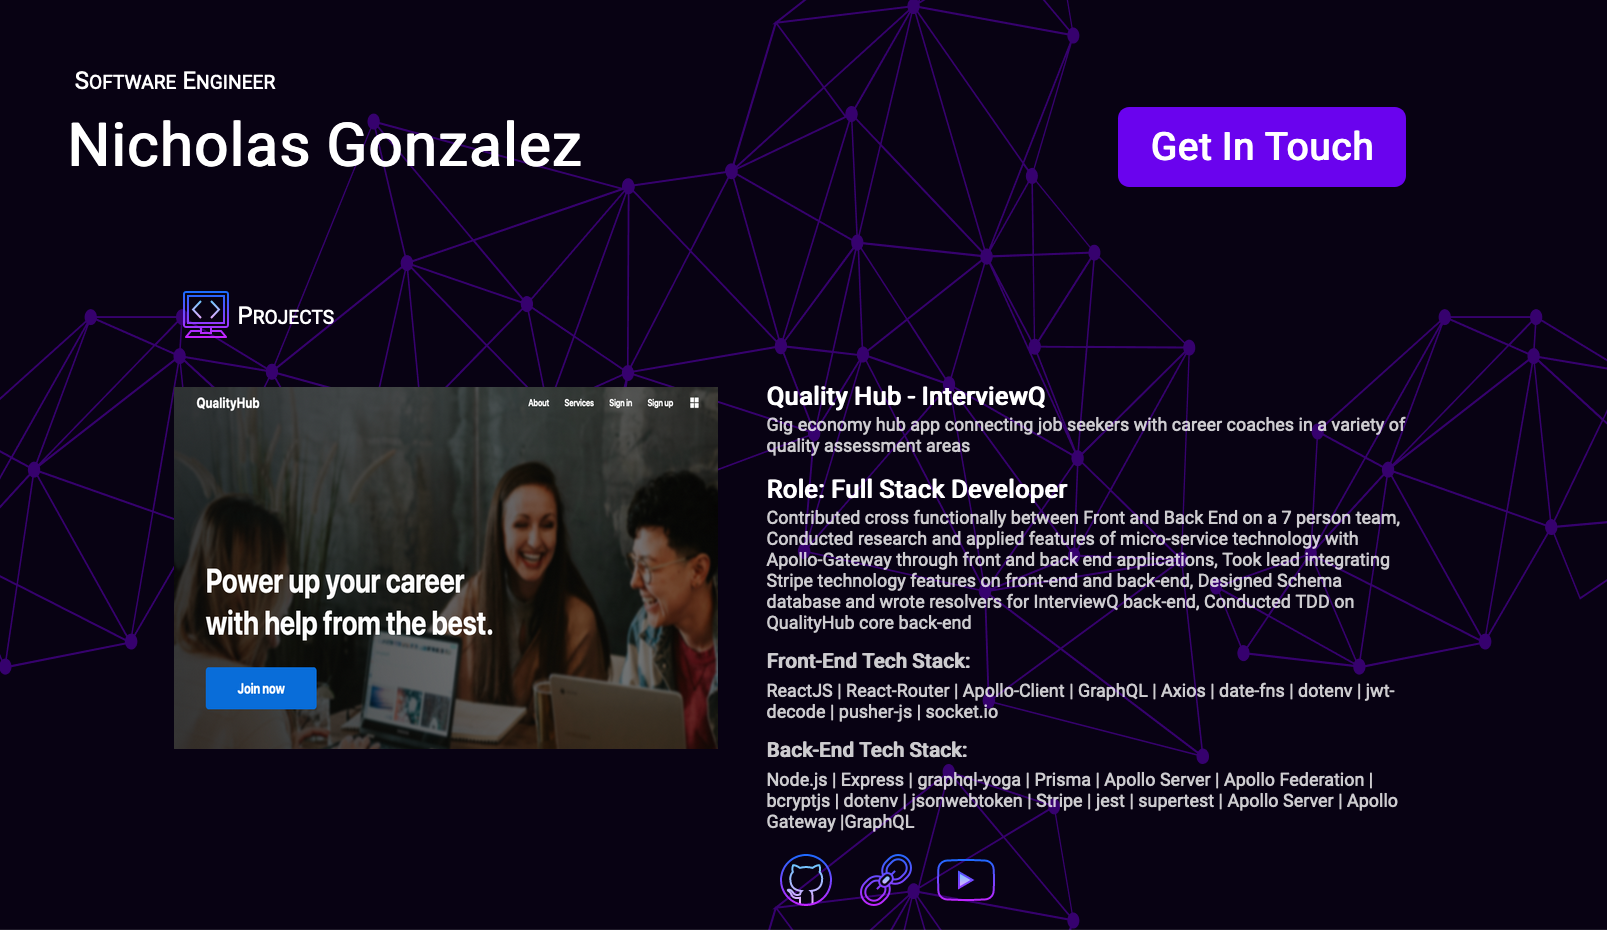 Software Engineer
Nicholas Gonzalez
Get In Touch
Projects
QualityHub
About Services Sign in Sign up
Power up your career
with help from the best.
Join now
Quality Hub - InterviewQ
Gig economy hub app connecting job seekers with career coaches in a variety of
quality assessment areas
Role: Full Stack Developer
Contributed cross functionally between Front and Back End on a 7 person team,
Conducted research and applied features of micro-service technology with
Apollo-Gateway through front and back end applications, Took lead integrating
Stripe technology features on front-end and back-end, Designed Schema
database and wrote resolvers for InterviewQ back-end, Conducted TDD on
QualityHub core back-end
Front-End Tech Stack:
ReactJS | React-Router | Apollo-Client | GraphQL | Axios | date-fns | dotenv | jwt-
decode | pusher-js | socket.io
Back-End Tech Stack:
Node.js | Express | graphql-yoga | Prisma | Apollo Server | Apollo Federation |
bcryptjs | dotenv | jsonwebtoken | Stripe | jest | supertest | Apollo Server | Apollo
Gateway |GraphQL